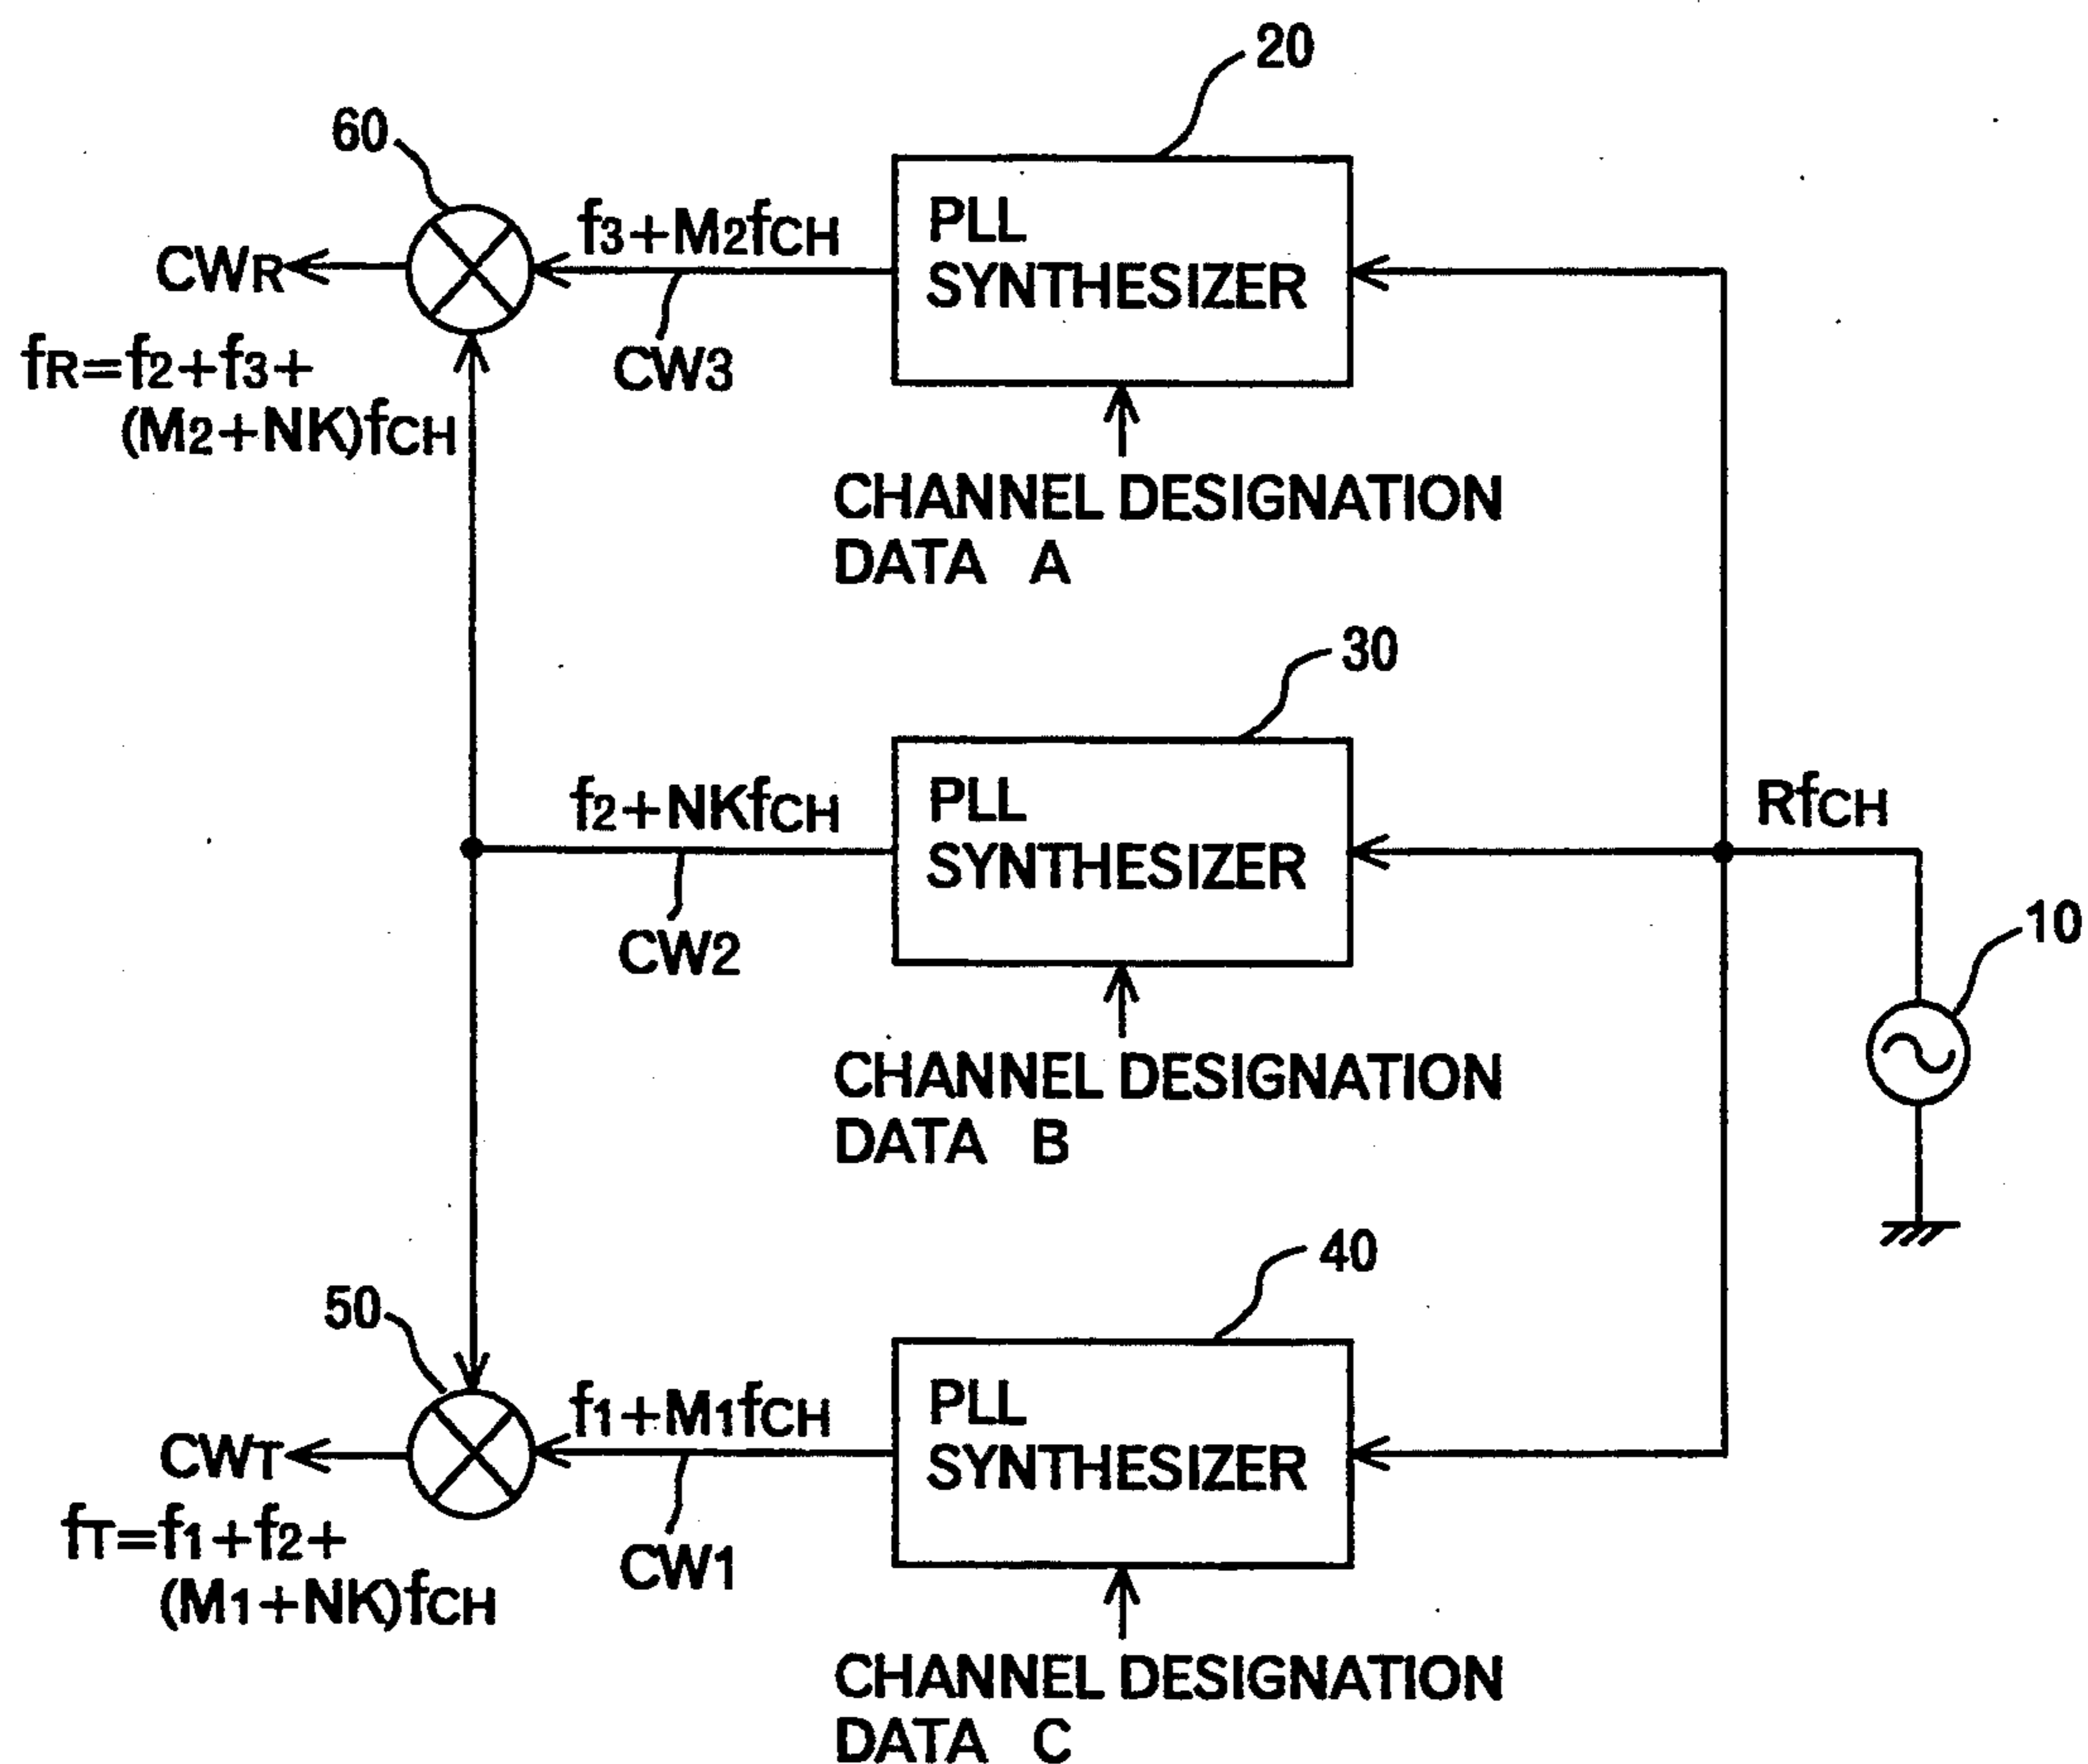 20
60
PLL
SYNTHESIZER
f3+M2fCH
CWR
CW3
fR=f2+f3+
(M2+NK)fCH
CHANNEL DESIGNATION
DATA A
30
PLL
SYNTHESIZER
f2+NKfCH
RfCH
CW2
10
CHANNEL DESIGNATION
DATA B
40
50
PLL
SYNTHESIZER
f1+M1fCH
CWT
CW1
fT=f1+f2+
(M1+NK)fCH
CHANNEL DESIGNATION
DATA C